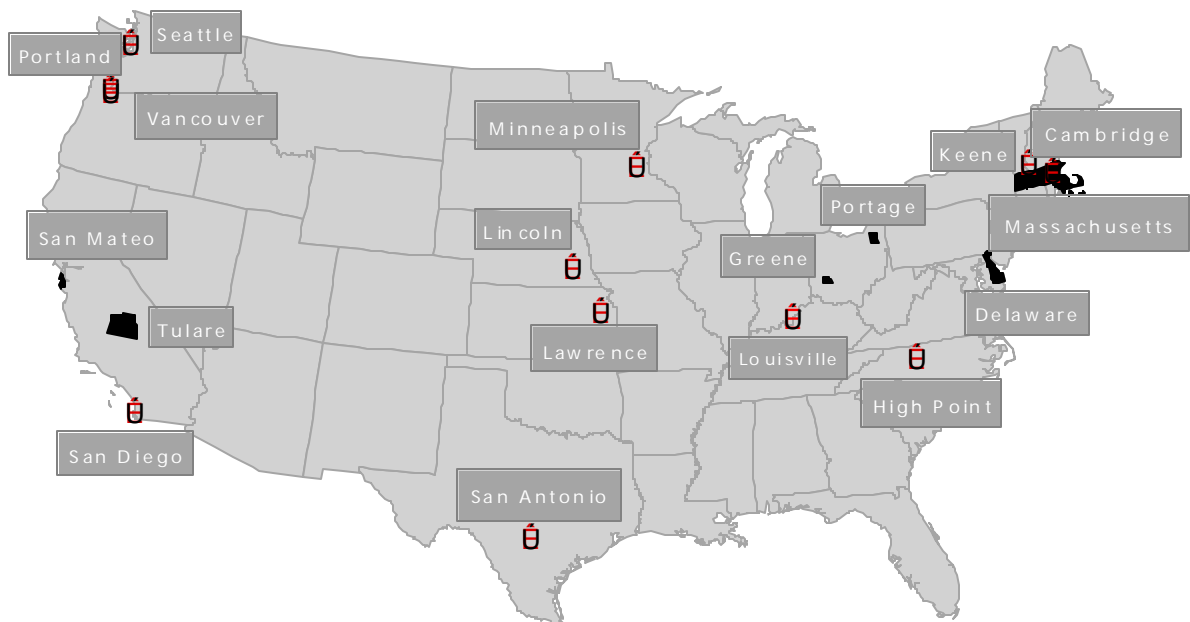 Seattle
Portland
Vancouver
Minneapolis
Cambridge
Keene
Portage
Massachusetts
San Mateo
Lincoln
Greene
Delaware
Tulare
Lawrence
Louisville
High Point
San Diego
San Antonio